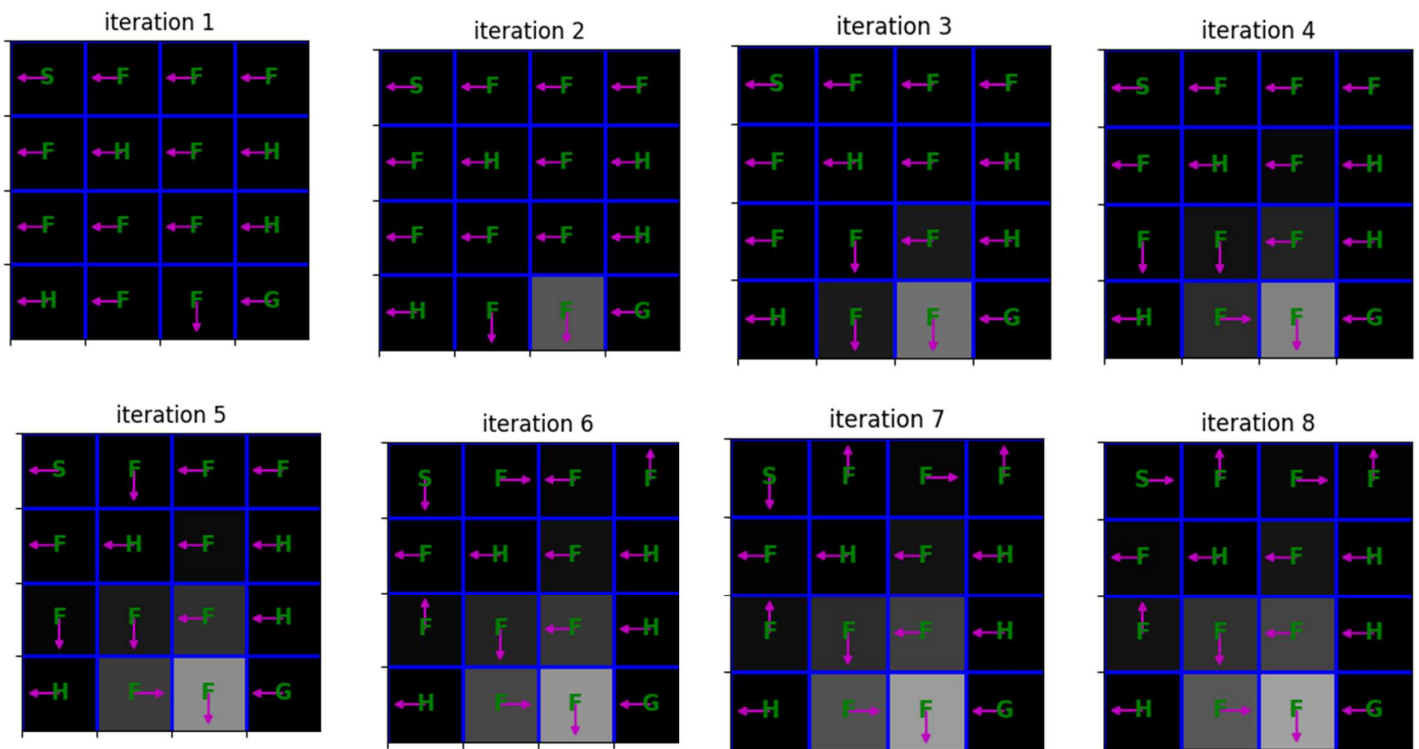 iteration 1
S F F F
F H F H
F F F H
H F F G
iteration 2
S F F F
F H F H
F F F H
H F F G
iteration 3
S F F F
F H F H
F F F H
H F F G
iteration 4
S F F F
F H F H
F F F H
H F F G
iteration 5
S F F F
F H F H
F F F H
H F F G
iteration 6
S F F F
F H F H
F F F H
H F F G
iteration 7
S F F F
F H F H
F F F H
H F F G
iteration 8
S F F F
F H F H
F F F H
H F F G